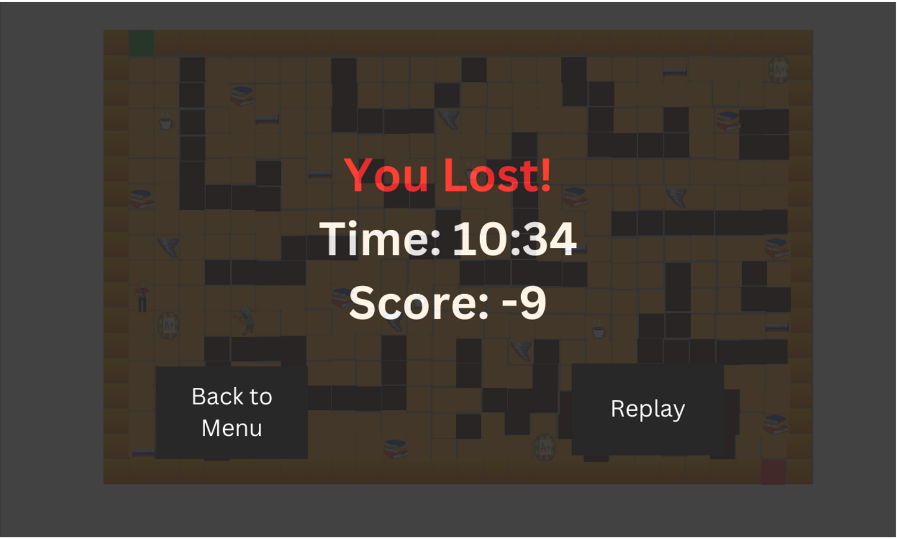 You Lost!
Time: 10:34
Score: -9
Back to
Menu
Replay